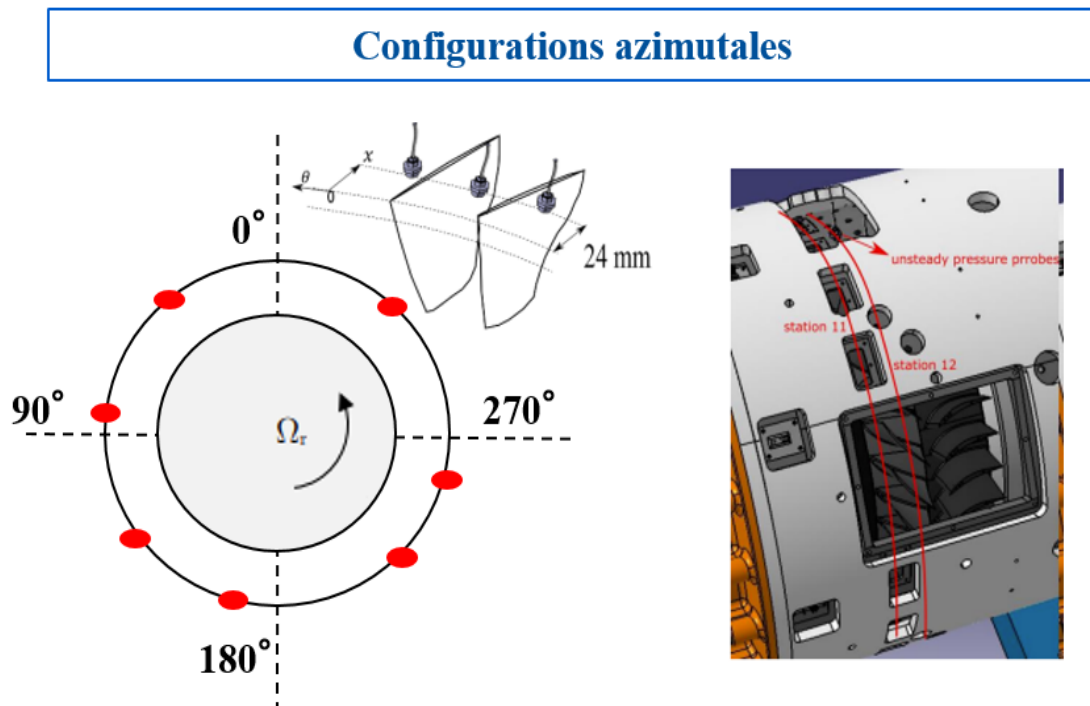 Configurations azimutales
x
θ
0
24 mm
0°
90°
270°
Ωr
180°
unsteady pressure prrobes
station 11
station 12